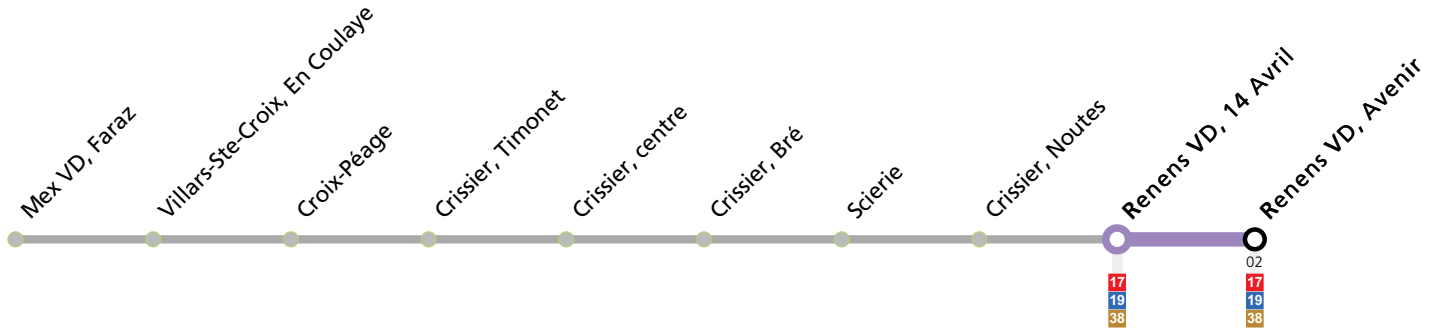 Mex VD, Faraz
Villars-Ste-Croix, En Coulaye
Croix-Péage
Crissier, Timonet
Crissier, centre
Crissier, Bré
Scierie
Crissier, Noutes
Renens VD, 14 Avril
Renens VD, Avenir
02
17
19
38
17
19
38